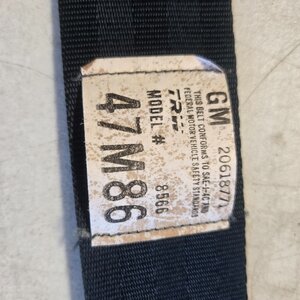 GM 20618771
THIS BELT CONFORMS TO SAE-J4C AND
FEDERAL MOTOR VEHICLE SAFETY STANDARDS
TRW
MODEL # 8566
47M86